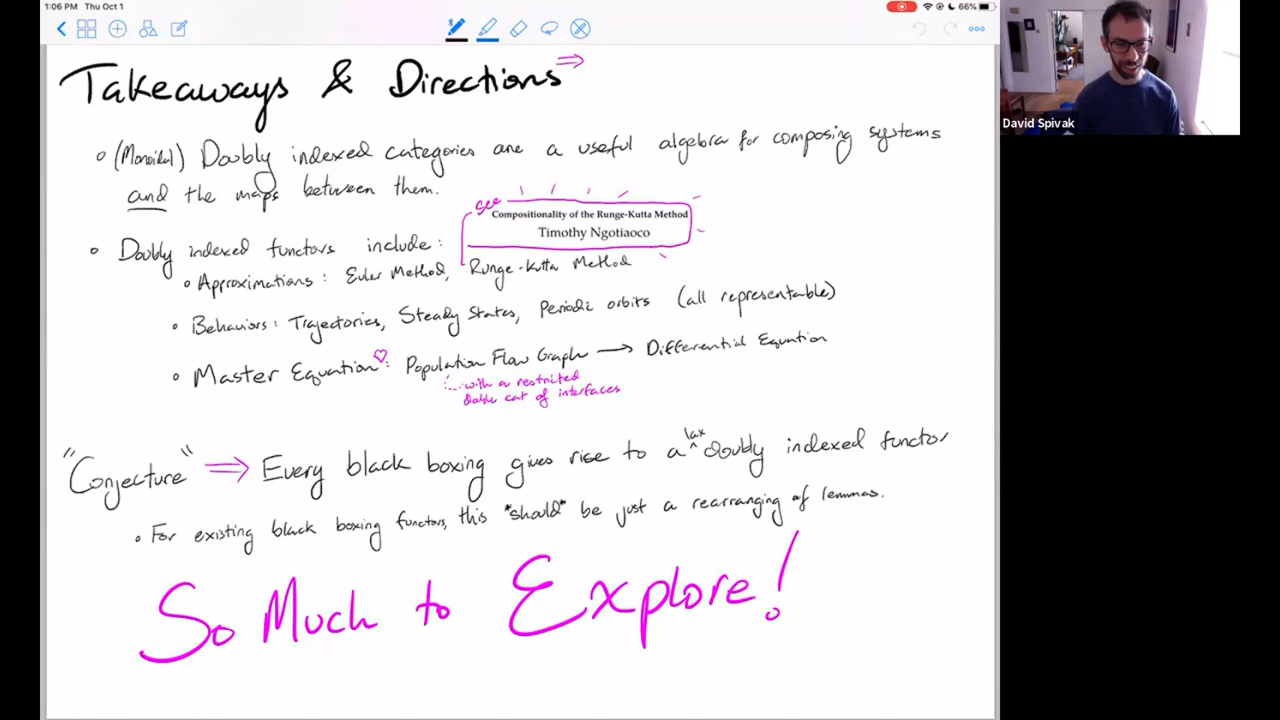 1:06 PM Thu Oct 1
66%
Takeaways & Directions ⇒
David Spivak
(Monoidal) Doubly indexed categories are a useful algebra for composing systems
and the maps between them.
See
Compositionality of the Runge-Kutta Method
Timothy Ngotiaoco
Doubly indexed functors include:
Approximations: Euler Method, Runge-Kutta Method
Behaviors: Trajectories, Steady States, Periodic orbits (all representable)
Master Equation♡: Population Flow Graph → Differential Equation
with a restricted
double cat of interfaces
"Conjecture" ⇒ Every black boxing gives rise to a ^lax doubly indexed functor
For existing black boxing functors, this *should* be just a rearranging of lemmas.
So Much to Explore!